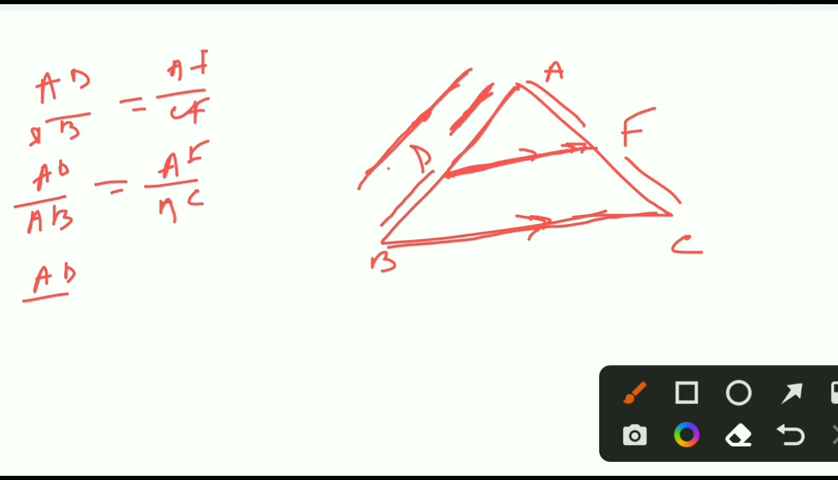 AD = AF
DB CF
AD = AF
AB AC
AD
A
F
D
B
C